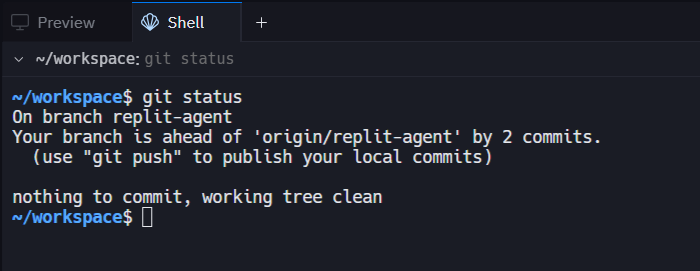 Preview Shell +
~/workspace: git status
~/workspace$ git status
On branch replit-agent
Your branch is ahead of 'origin/replit-agent' by 2 commits.
  (use "git push" to publish your local commits)

nothing to commit, working tree clean
~/workspace$